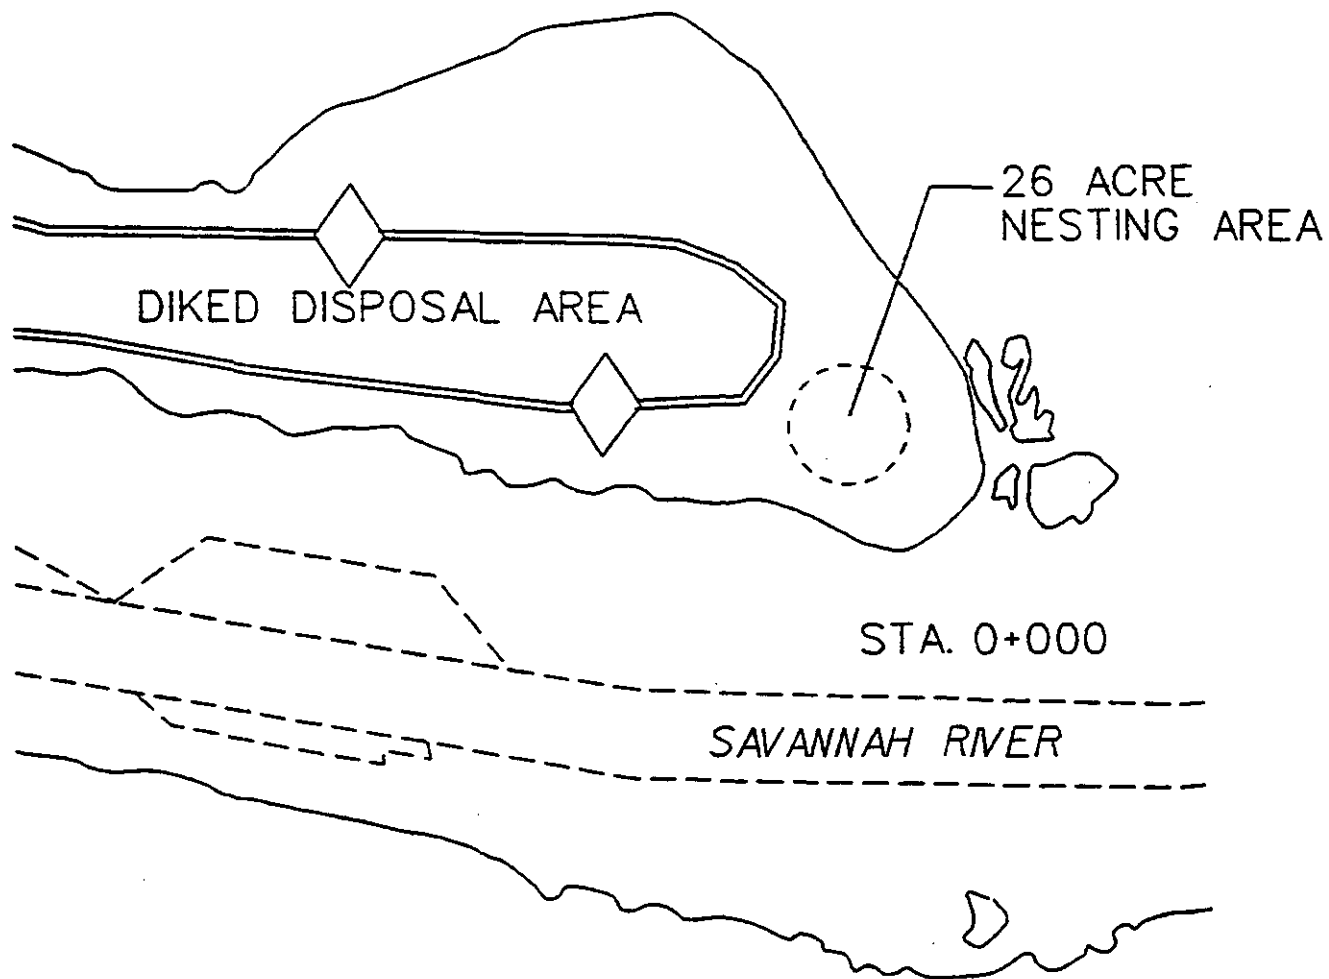 26 ACRE
NESTING AREA
DIKED DISPOSAL AREA
STA. 0+000
SAVANNAH RIVER